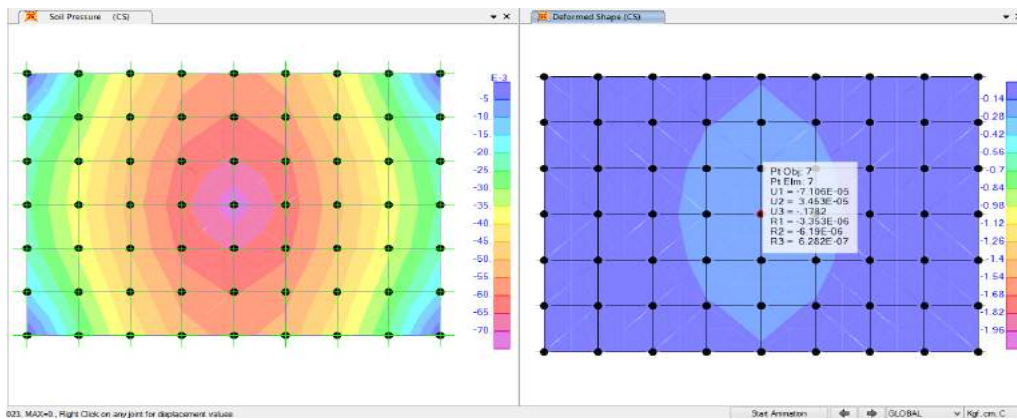 Soil Pressure (CS)
Deformed Shape (CS)
E-3
-5
-10
-15
-20
-25
-30
-35
-40
-45
-50
-55
-60
-65
-70
Pt Obj: 7
Pt Elm: 7
U1 = -7.106E-05
U2 = 3.453E-05
U3 = -.1782
R1 = -3.353E-06
R2 = -6.19E-06
R3 = 6.282E-07
-0.14
-0.28
-0.42
-0.56
-0.7
-0.84
-0.98
-1.12
-1.26
-1.4
-1.54
-1.68
-1.82
-1.96
023, MAX=0., Right Click on any joint for displacement values
Start Animation
GLOBAL
Kgf, cm, C